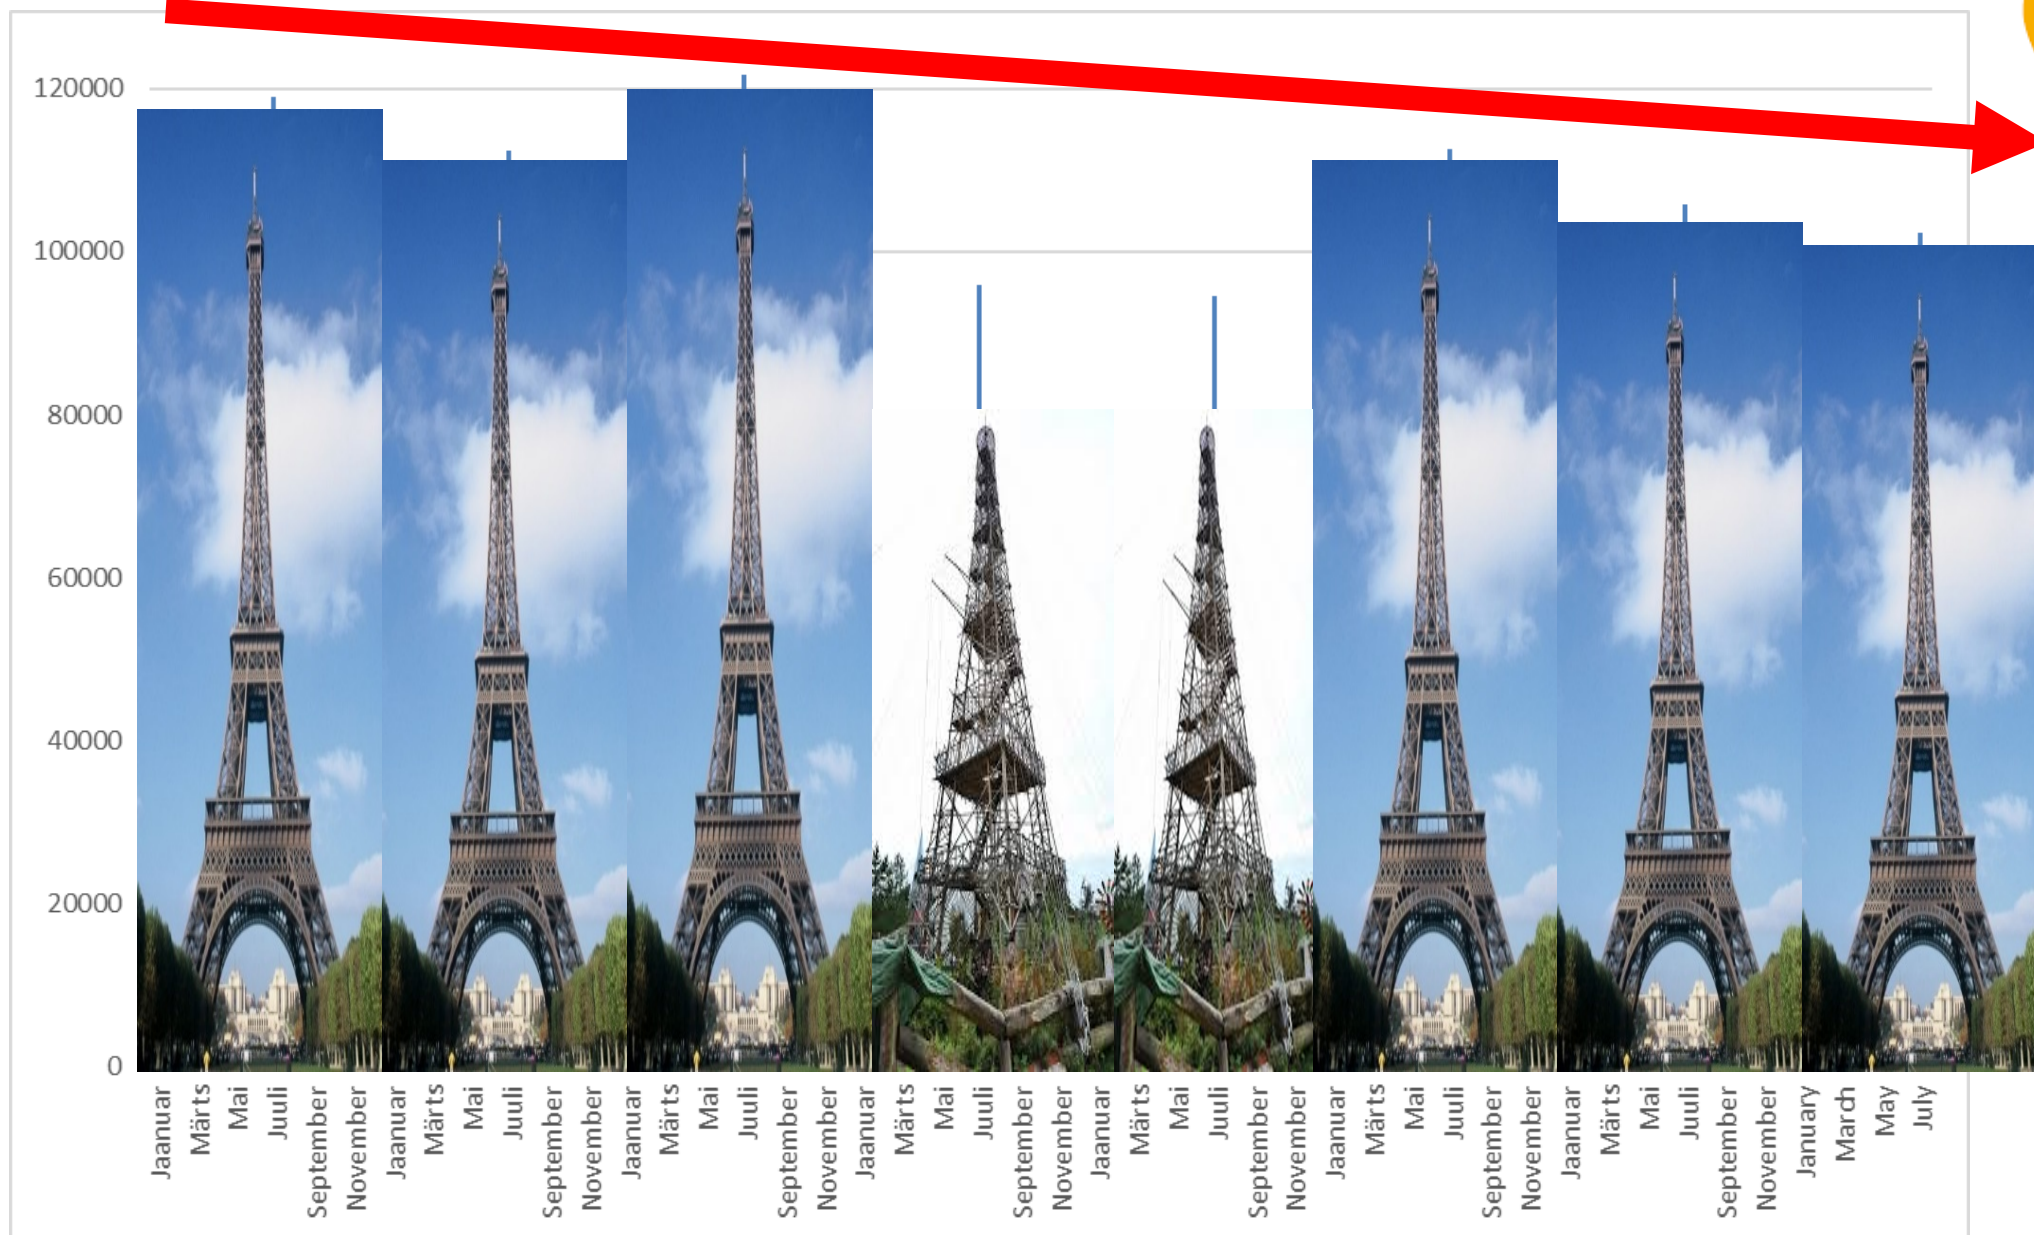 120000
100000
80000
60000
40000
20000
0
Jaanuar
Märts
Mai
Juuli
September
November
Jaanuar
Märts
Mai
Juuli
September
November
Jaanuar
Märts
Mai
Juuli
September
November
Jaanuar
Märts
Mai
Juuli
September
November
Jaanuar
Märts
Mai
Juuli
September
November
Jaanuar
Märts
Mai
Juuli
September
November
Jaanuar
Märts
Mai
Juuli
September
November
January
March
May
July